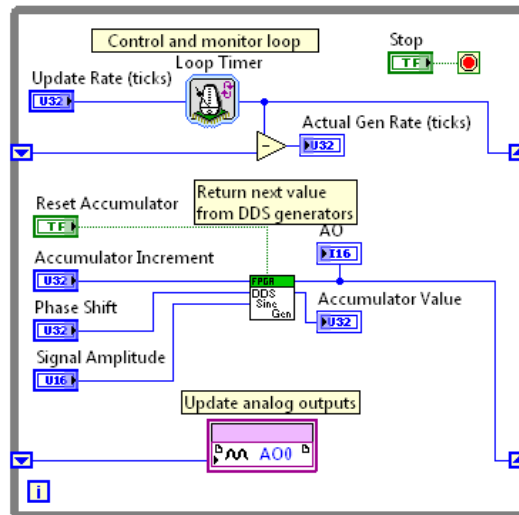 Control and monitor loop
Stop
Loop Timer
TF
Update Rate (ticks)
U32
Actual Gen Rate (ticks)
U32
Return next value
from DDS generators
Reset Accumulator
TF
AO
I16
Accumulator Increment
U32
FPGA
DDS
Sine
Gen
Accumulator Value
U32
Phase Shift
U32
Signal Amplitude
U16
Update analog outputs
AO0
i